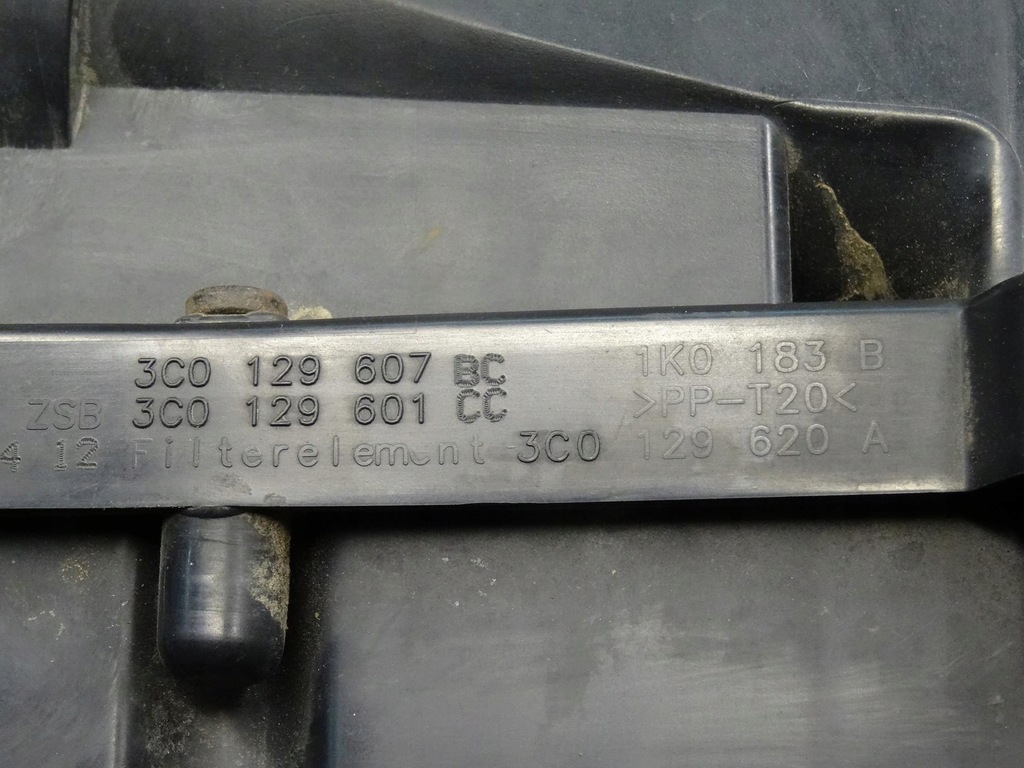 3C0 129 607 BC 1K0 183 B
ZSB 3C0 129 601 CC >PP-T20<
4 12 Filterelement 3C0 129 620 A